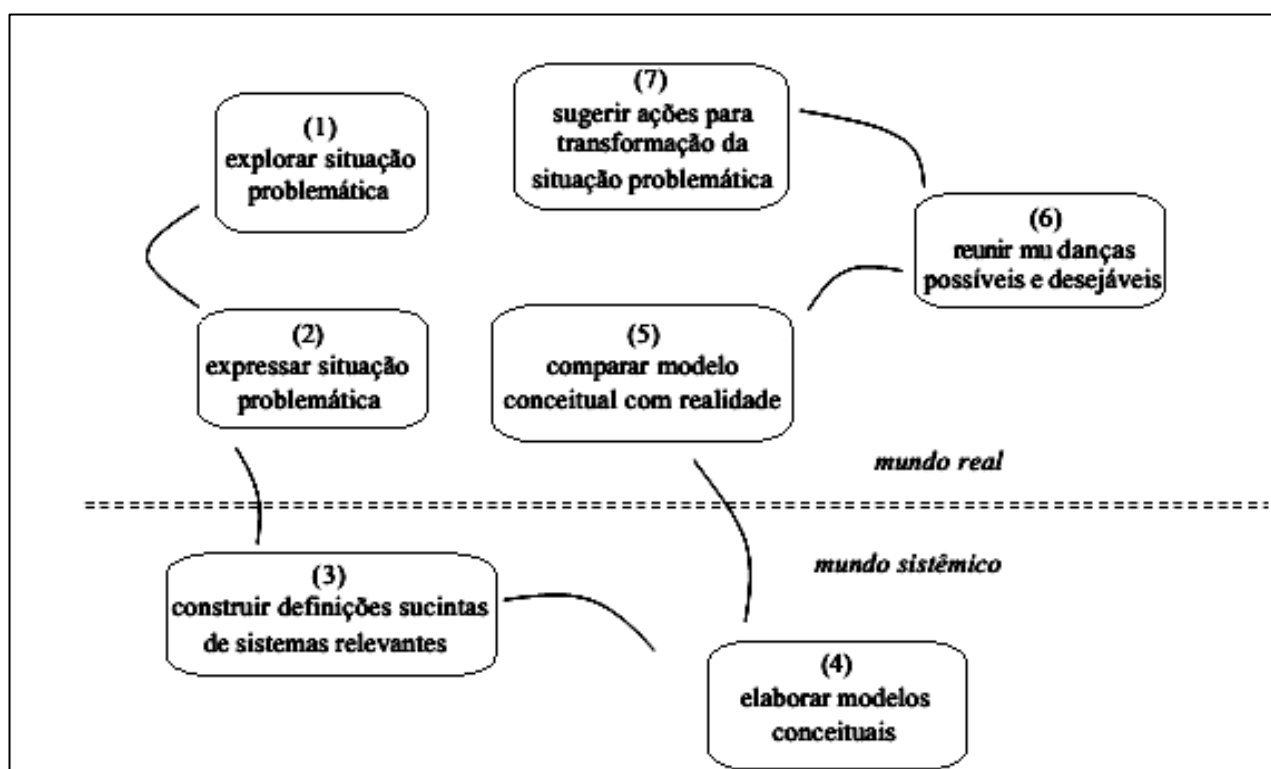 (1)
explorar situação
problemática
(2)
expressar situação
problemática
(3)
construir definições sucintas
de sistemas relevantes
(4)
elaborar modelos
conceituais
(5)
comparar modelo
conceitual com realidade
(6)
reunir mu danças
possíveis e desejáveis
(7)
sugerir ações para
transformação da
situação problemática
mundo real
mundo sistêmico